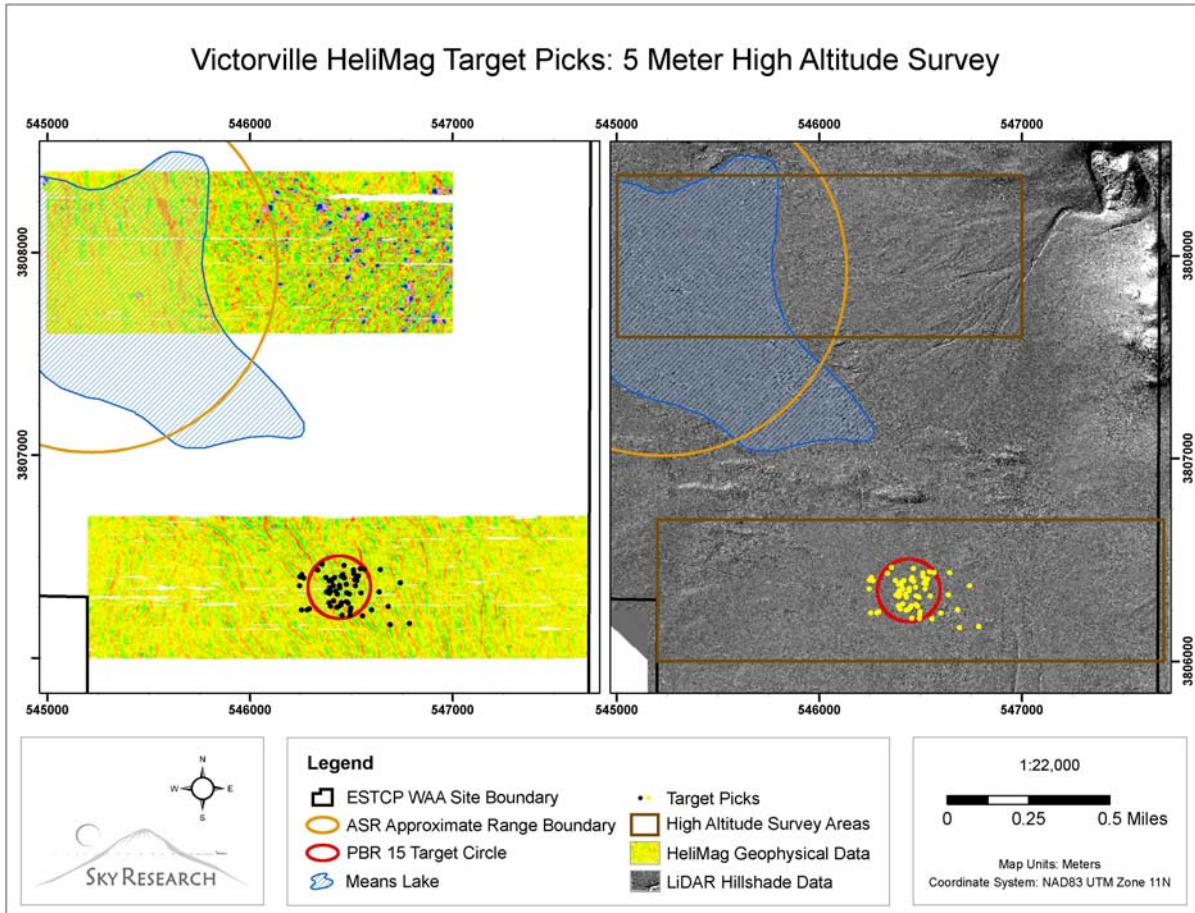 Victorville HeliMag Target Picks: 5 Meter High Altitude Survey
545000 546000 547000 545000 546000 547000
3808000 3808000
3807000 3807000
3806000
545000 546000 547000 545000 546000 547000
N
W E
S
SKY RESEARCH
Legend
ESTCP WAA Site Boundary
ASR Approximate Range Boundary
PBR 15 Target Circle
Means Lake
Target Picks
High Altitude Survey Areas
HeliMag Geophysical Data
LiDAR Hillshade Data
1:22,000
0 0.25 0.5 Miles
Map Units: Meters
Coordinate System: NAD83 UTM Zone 11N